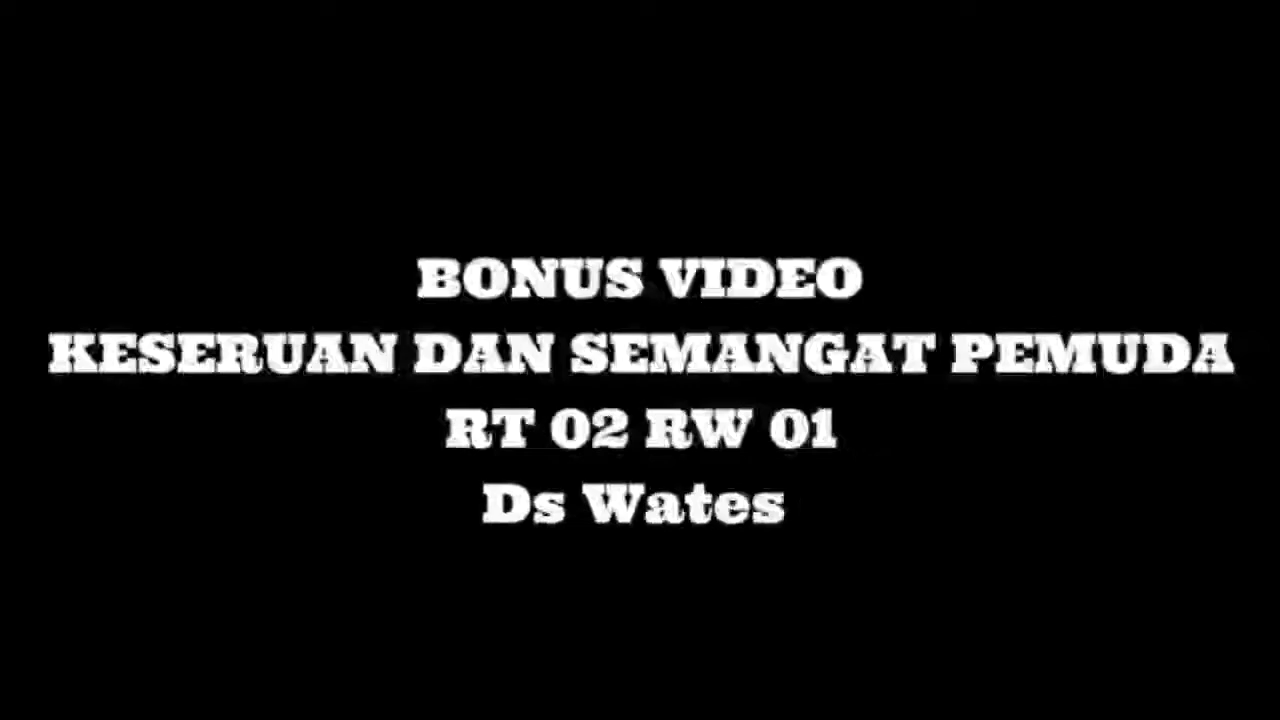 BONUS VIDEO
KESERUAN DAN SEMANGAT PEMUDA
RT 02 RW 01
Ds Wates